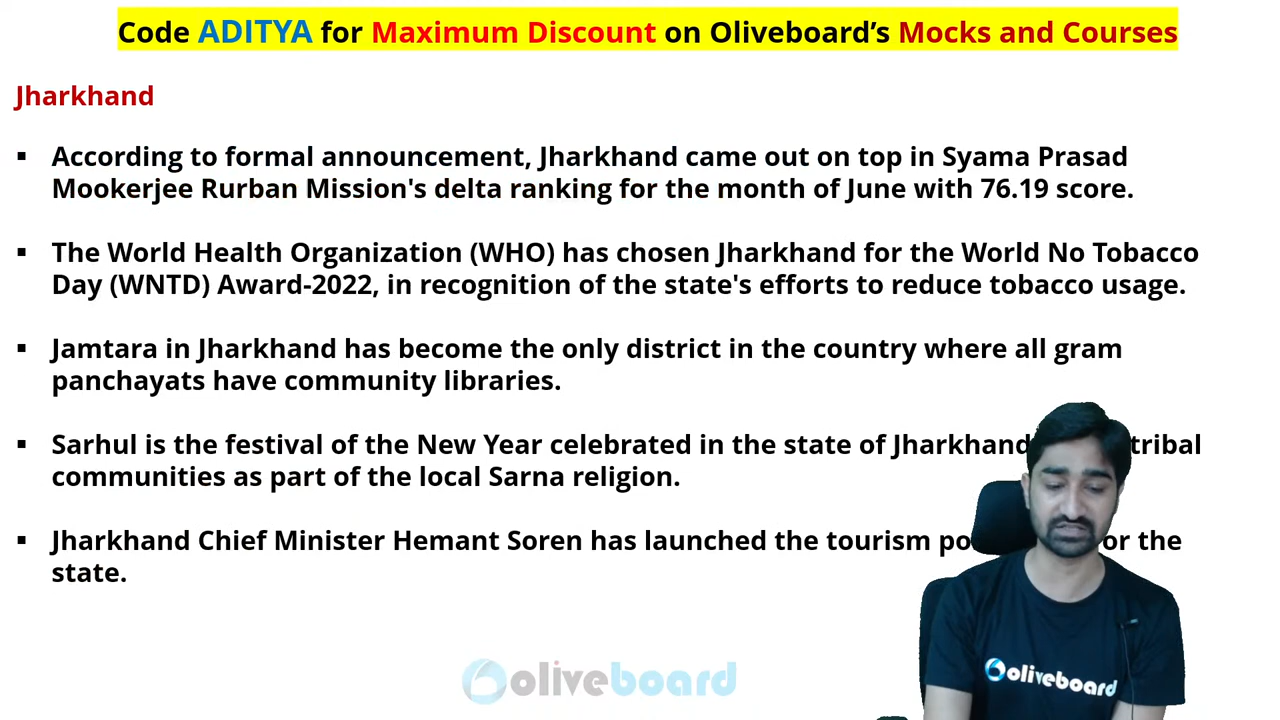 Code ADITYA for Maximum Discount on Oliveboard’s Mocks and Courses
Jharkhand
▪ According to formal announcement, Jharkhand came out on top in Syama Prasad
Mookerjee Rurban Mission's delta ranking for the month of June with 76.19 score.
▪ The World Health Organization (WHO) has chosen Jharkhand for the World No Tobacco
Day (WNTD) Award-2022, in recognition of the state's efforts to reduce tobacco usage.
▪ Jamtara in Jharkhand has become the only district in the country where all gram
panchayats have community libraries.
▪ Sarhul is the festival of the New Year celebrated in the state of Jharkhand tribal
communities as part of the local Sarna religion.
▪ Jharkhand Chief Minister Hemant Soren has launched the tourism the
state.
oliveboard
oliveboard